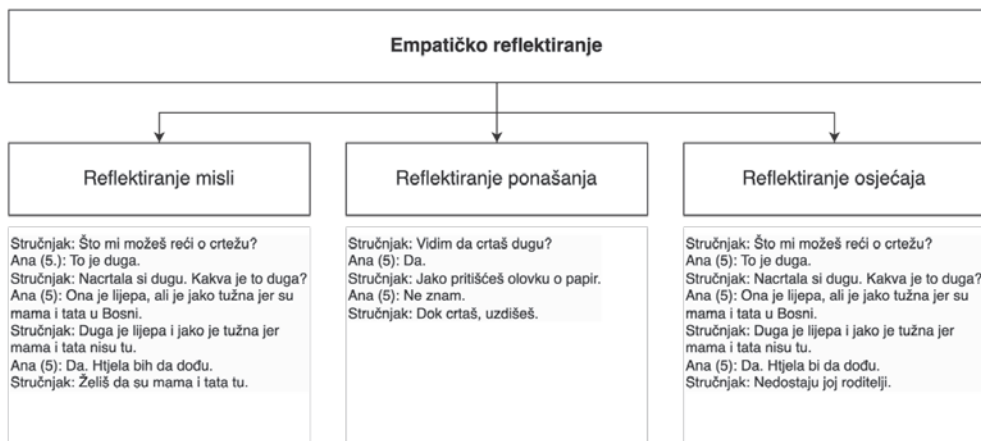 Empatičko reflektiranje
Reflektiranje misli
Stručnjak: Što mi možeš reći o crtežu?
Ana (5.): To je duga.
Stručnjak: Nacrtala si dugu. Kakva je to duga?
Ana (5): Ona je lijepa, ali je jako tužna jer su
mama i tata u Bosni.
Stručnjak: Duga je lijepa i jako je tužna jer
mama i tata nisu tu.
Ana (5): Da. Htjela bih da dođu.
Stručnjak: Želiš da su mama i tata tu.
Reflektiranje ponašanja
Stručnjak: Vidim da crtaš dugu?
Ana (5): Da.
Stručnjak: Jako pritišćeš olovku o papir.
Ana (5): Ne znam.
Stručnjak: Dok crtaš, uzdišeš.
Reflektiranje osjećaja
Stručnjak: Što mi možeš reći o crtežu?
Ana (5): To je duga.
Stručnjak: Nacrtala si dugu. Kakva je to duga?
Ana (5): Ona je lijepa, ali je jako tužna jer su
mama i tata u Bosni.
Stručnjak: Duga je lijepa i jako je tužna jer
mama i tata nisu tu.
Ana (5): Da. Htjela bi da dođu.
Stručnjak: Nedostaju joj roditelji.